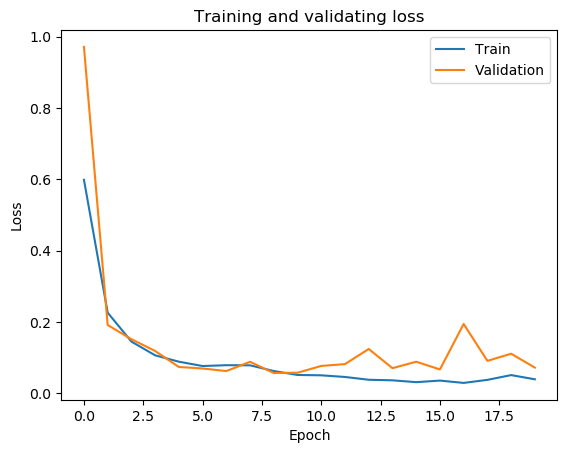 Training and validating loss
Train
Validation
1.0
0.8
0.6
0.4
0.2
0.0
Loss
0.0 2.5 5.0 7.5 10.0 12.5 15.0 17.5
Epoch